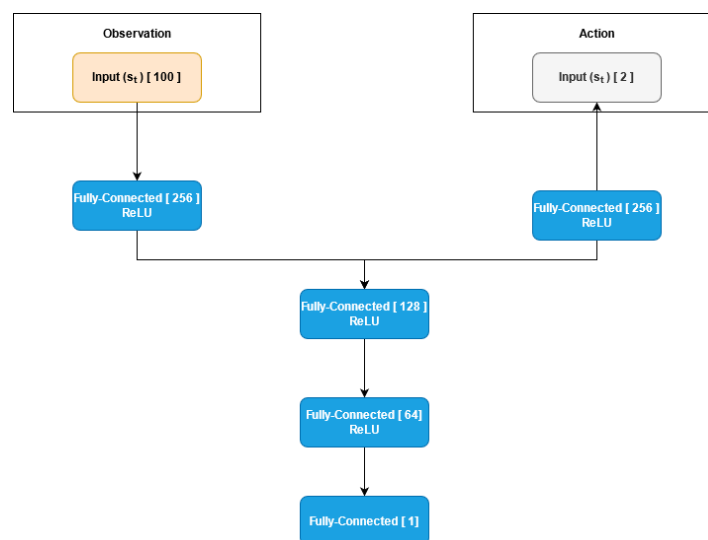 Observation
Input (sₜ) [ 100 ]
Action
Input (sₜ) [ 2 ]
Fully-Connected [ 256 ]
ReLU
Fully-Connected [ 256 ]
ReLU
Fully-Connected [ 128 ]
ReLU
Fully-Connected [ 64]
ReLU
Fully-Connected [ 1]